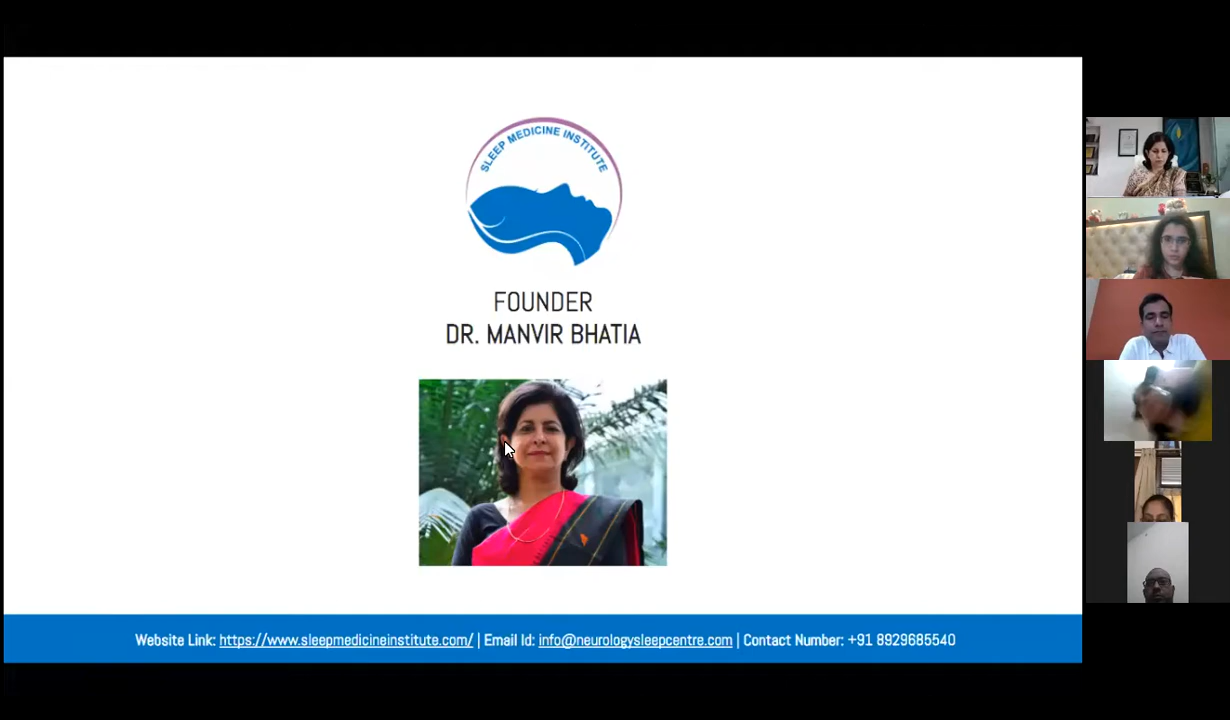 SLEEP MEDICINE INSTITUTE
FOUNDER
DR. MANVIR BHATIA
Website Link: https://www.sleepmedicineinstitute.com/ | Email Id: info@neurologysleepcentre.com | Contact Number: +91 8929685540